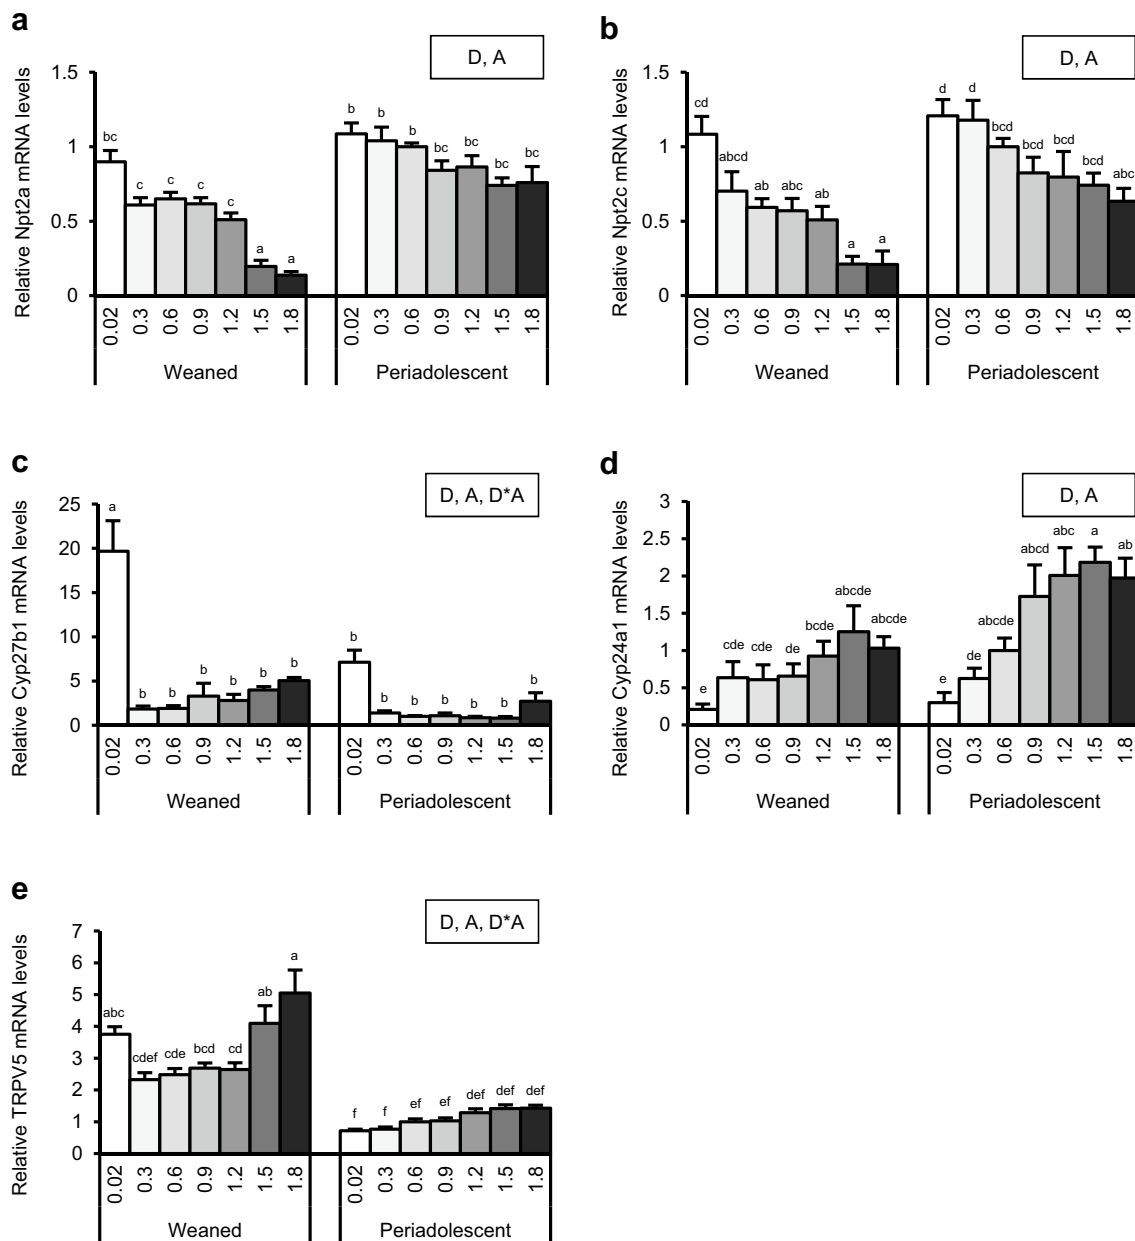 a
D, A
Relative Npt2a mRNA levels
1.5
1
0.5
0
bc c c c c a a
b b b bc bc bc bc
0.02 0.3 0.6 0.9 1.2 1.5 1.8
0.02 0.3 0.6 0.9 1.2 1.5 1.8
Weaned
Periadolescent
b
D, A
Relative Npt2c mRNA levels
1.5
1
0.5
0
cd abcd ab abc ab a a
d d bcd bcd bcd bcd abc
0.02 0.3 0.6 0.9 1.2 1.5 1.8
0.02 0.3 0.6 0.9 1.2 1.5 1.8
Weaned
Periadolescent
c
D, A, D*A
Relative Cyp27b1 mRNA levels
25
20
15
10
5
0
a b b b b b b
b b b b b b b
0.02 0.3 0.6 0.9 1.2 1.5 1.8
0.02 0.3 0.6 0.9 1.2 1.5 1.8
Weaned
Periadolescent
d
D, A
Relative Cyp24a1 mRNA levels
3
2.5
2
1.5
1
0.5
0
e cde cde de bcde abcde abcde
e de abcde abcd abc a ab
0.02 0.3 0.6 0.9 1.2 1.5 1.8
0.02 0.3 0.6 0.9 1.2 1.5 1.8
Weaned
Periadolescent
e
D, A, D*A
Relative TRPV5 mRNA levels
7
6
5
4
3
2
1
0
abc cdef cde bcd cd ab a
f f ef ef def def def
0.02 0.3 0.6 0.9 1.2 1.5 1.8
0.02 0.3 0.6 0.9 1.2 1.5 1.8
Weaned
Periadolescent